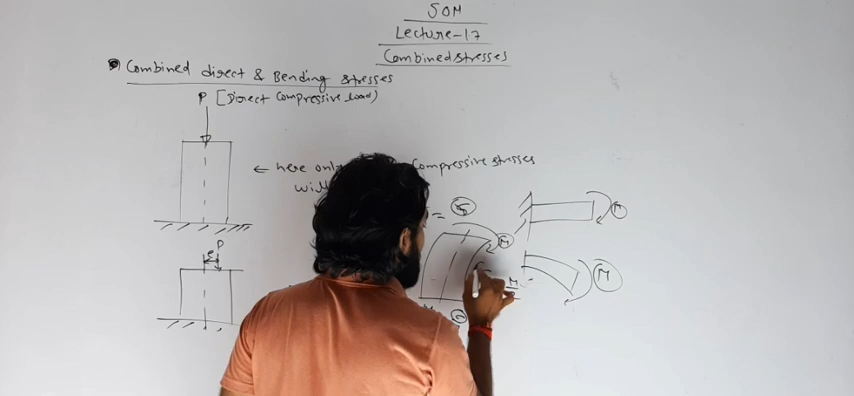 SOM
Lecture-17
Combined stresses
Combined direct & Bending stresses
P [Direct Compressive load)
← here only compressive stresses
will
P
e
=
M
M
M
M